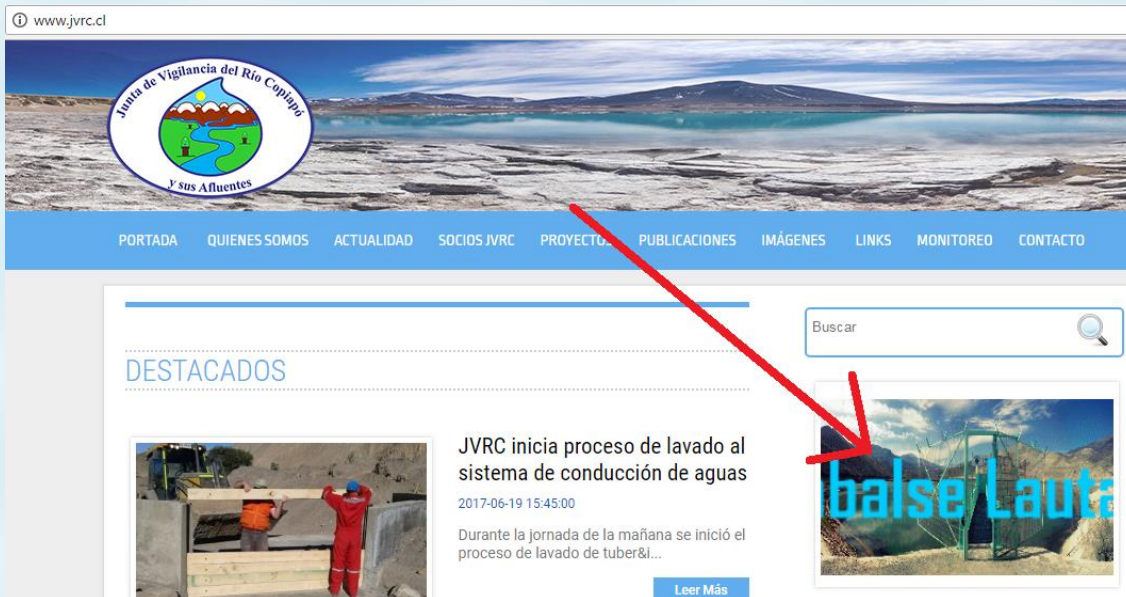 www.jvrc.cl
Junta de Vigilancia del Río Copiapó
y sus Afluentes
PORTADA QUIENES SOMOS ACTUALIDAD SOCIOS JVRC PROYECTOS PUBLICACIONES IMÁGENES LINKS MONITOREO CONTACTO
Buscar
DESTACADOS
JVRC inicia proceso de lavado al
sistema de conducción de aguas
2017-06-19 15:45:00
Durante la jornada de la mañana se inició el
proceso de lavado de tuber&i...
Leer Más
balse Lauta